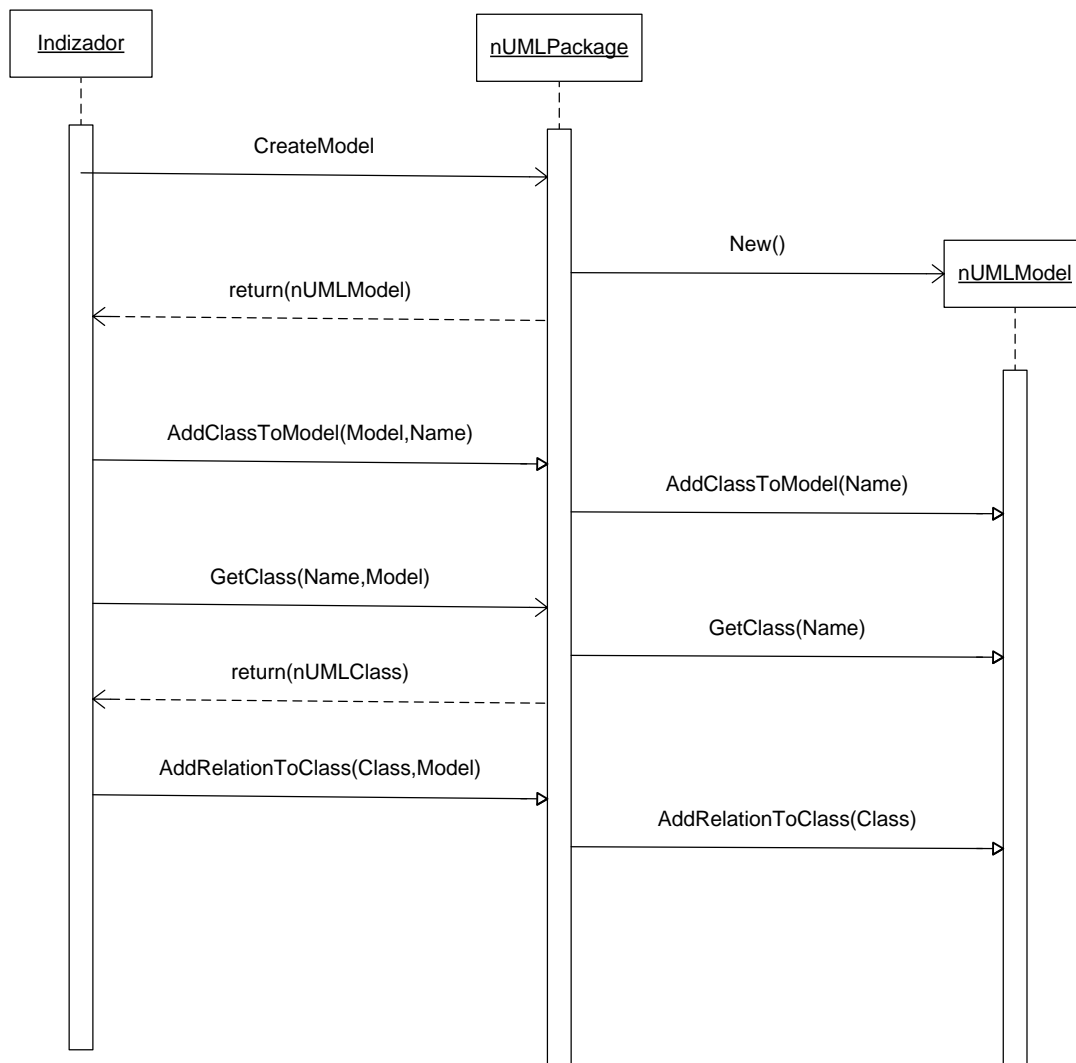 Indizador
nUMLPackage
CreateModel
New()
nUMLModel
return(nUMLModel)
AddClassToModel(Model,Name)
AddClassToModel(Name)
GetClass(Name,Model)
GetClass(Name)
return(nUMLClass)
AddRelationToClass(Class,Model)
AddRelationToClass(Class)